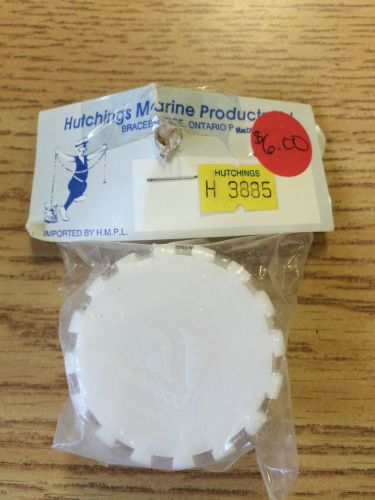 Hutchings Marine Products
ONTARIO
$6.00
HUTCHINGS
H 3885
IMPORTED BY H.M.P.L.